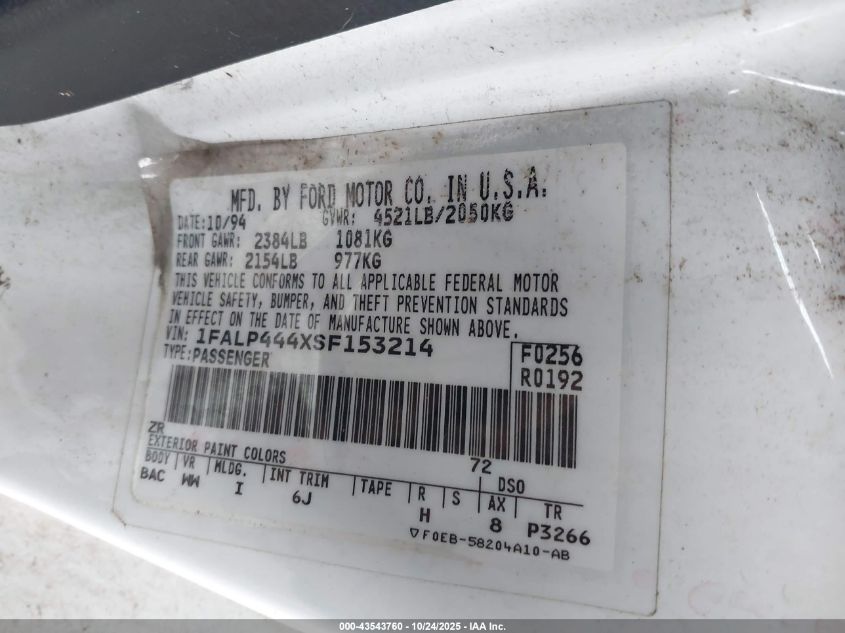 MFD. BY FORD MOTOR CO. IN U.S.A.
DATE: 10/94 GVWR: 4521LB/2050KG
FRONT GAWR: 2384LB 1081KG
REAR GAWR: 2154LB 977KG
THIS VEHICLE CONFORMS TO ALL APPLICABLE FEDERAL MOTOR
VEHICLE SAFETY, BUMPER, AND THEFT PREVENTION STANDARDS
IN EFFECT ON THE DATE OF MANUFACTURE SHOWN ABOVE.
VIN: 1FALP444XSF153214
TYPE: PASSENGER
F0256
R0192
ZR
EXTERIOR PAINT COLORS 72 DSO
BODY VR MLDG. INT TRIM TAPE R S AX TR
BAC WW I 6J H 8 P3266
▽F0EB-58204A10-AB
000-43543760 - 10/24/2025 - IAA Inc.